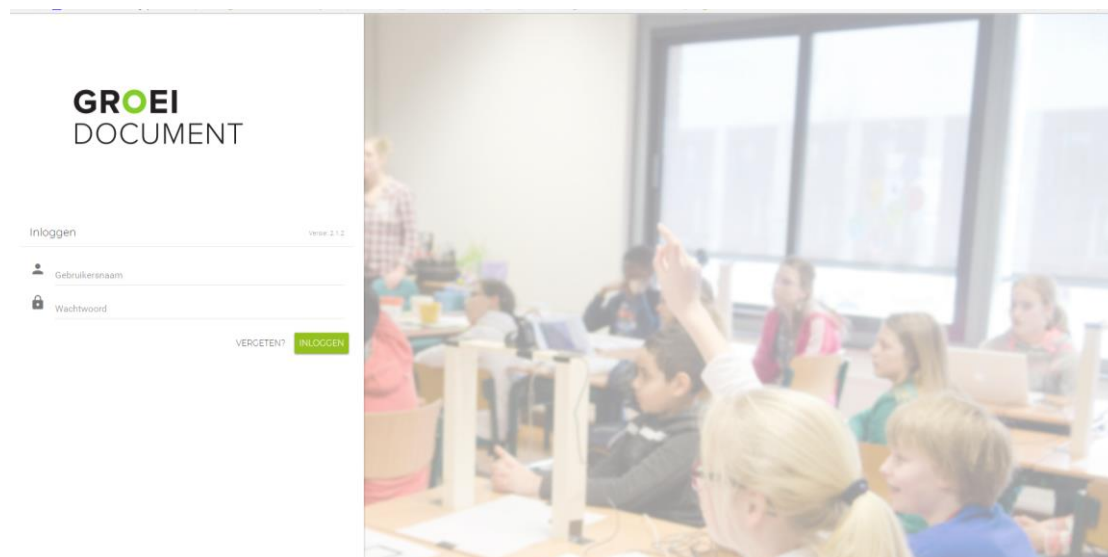 GROEI
DOCUMENT
Inloggen
Versie: 2.1.2
Gebruikersnaam
Wachtwoord
VERGETEN? INLOGGEN